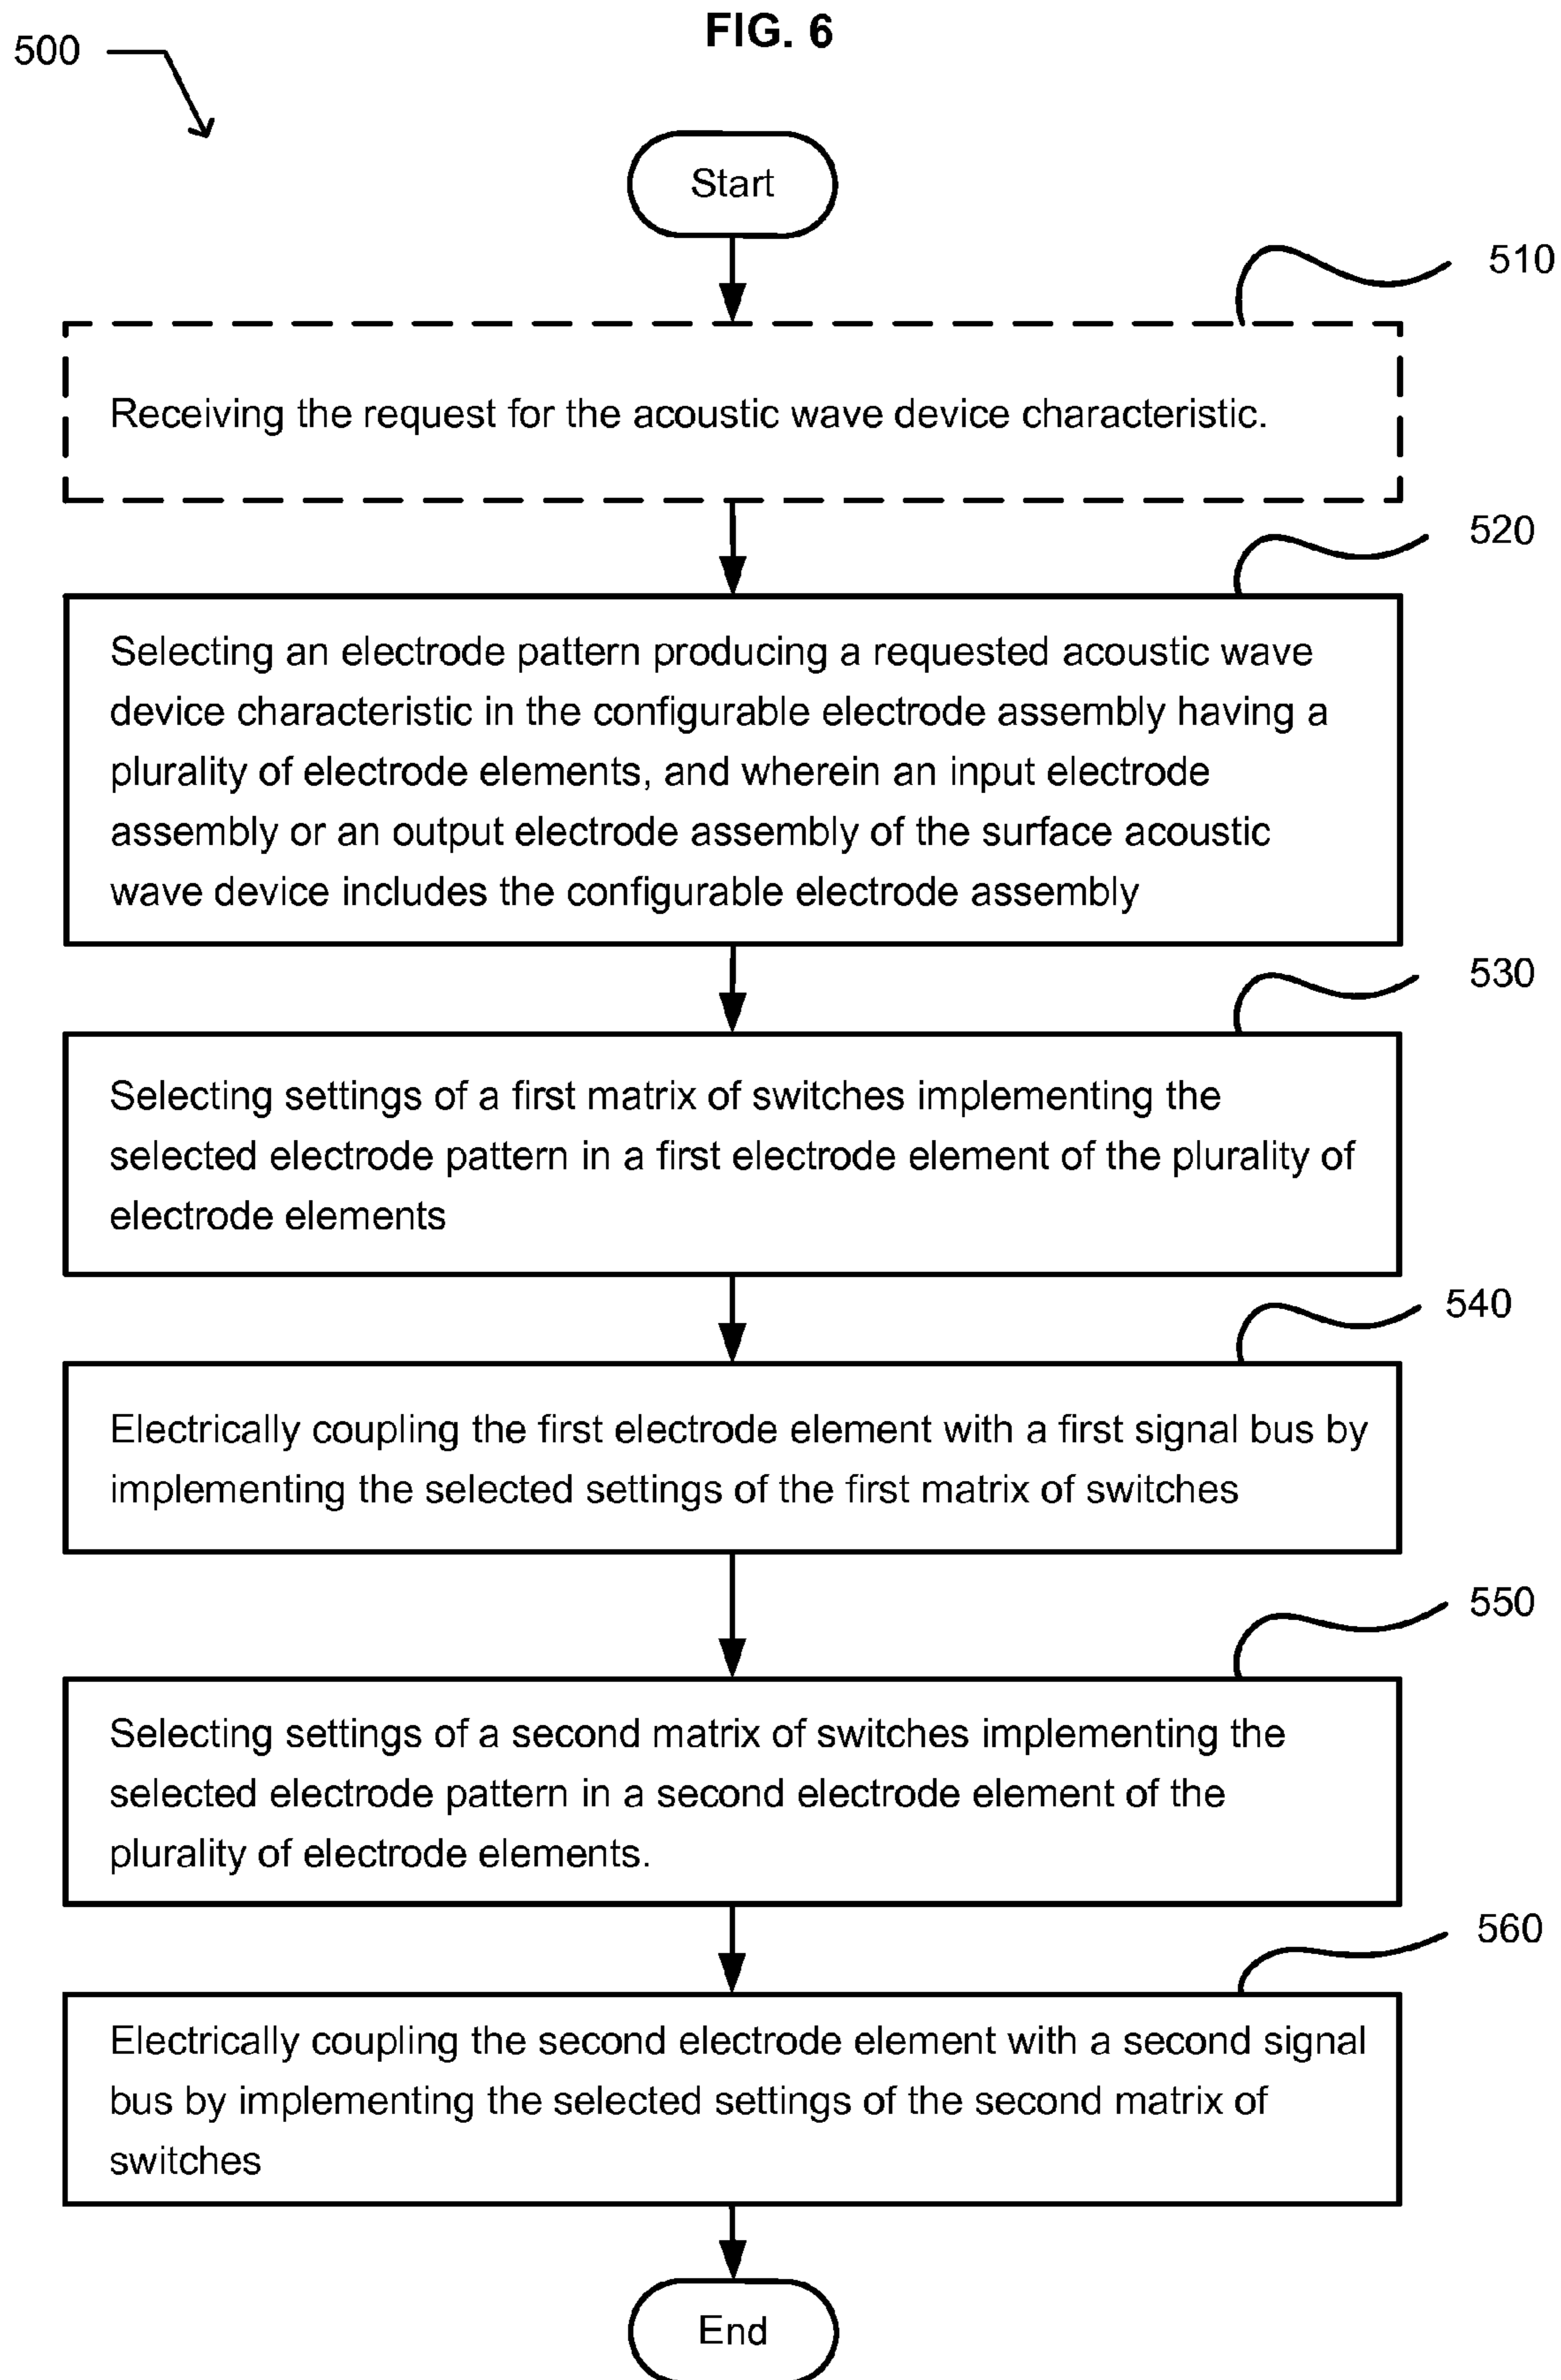 FIG. 6
500
Start
510
Receiving the request for the acoustic wave device characteristic.
520
Selecting an electrode pattern producing a requested acoustic wave
device characteristic in the configurable electrode assembly having a
plurality of electrode elements, and wherein an input electrode
assembly or an output electrode assembly of the surface acoustic
wave device includes the configurable electrode assembly
530
Selecting settings of a first matrix of switches implementing the
selected electrode pattern in a first electrode element of the plurality of
electrode elements
540
Electrically coupling the first electrode element with a first signal bus by
implementing the selected settings of the first matrix of switches
550
Selecting settings of a second matrix of switches implementing the
selected electrode pattern in a second electrode element of the
plurality of electrode elements.
560
Electrically coupling the second electrode element with a second signal
bus by implementing the selected settings of the second matrix of
switches
End